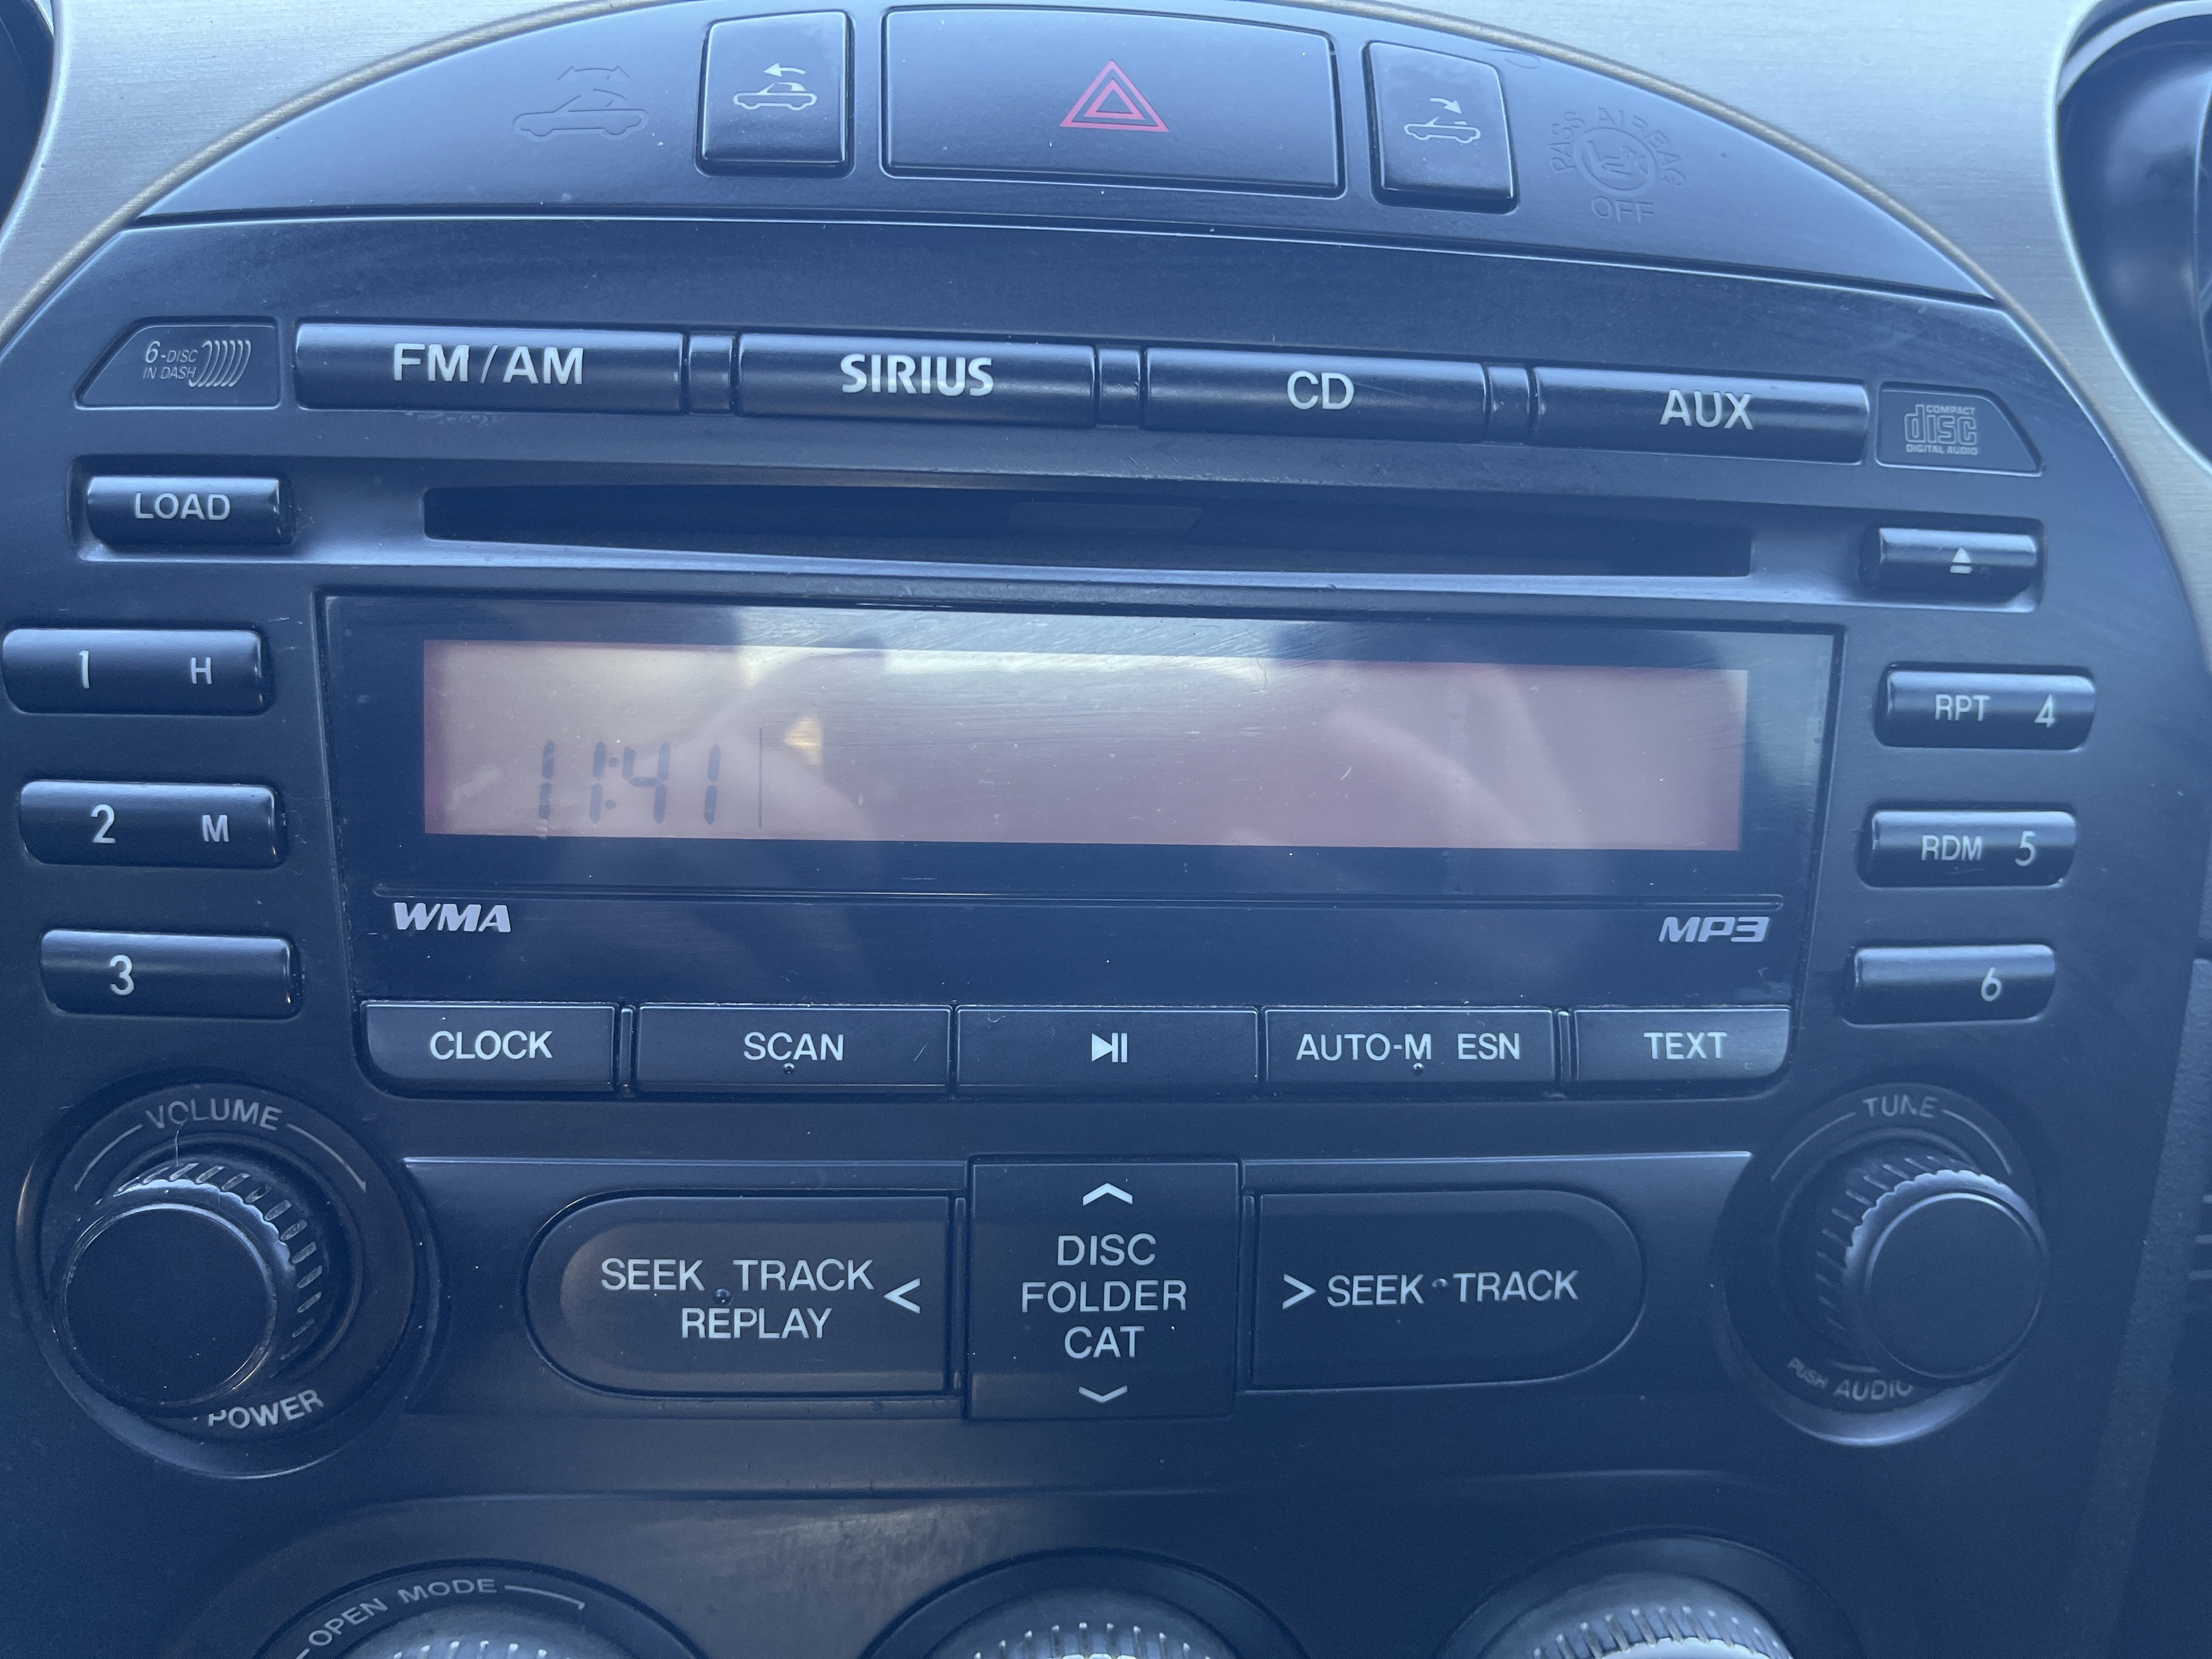 PASS AIRBAG
OFF
6-DISC
IN DASH
FM/AM
SIRIUS
CD
AUX
COMPACT
disc
DIGITAL AUDIO
LOAD
1 H
RPT 4
11:41
2 M
RDM 5
WMA
MP3
3
6
CLOCK
SCAN
AUTO-M ESN
TEXT
VOLUME
TUNE
SEEK TRACK
REPLAY
DISC
FOLDER
CAT
SEEK TRACK
POWER
PUSH AUDIO
OPEN MODE